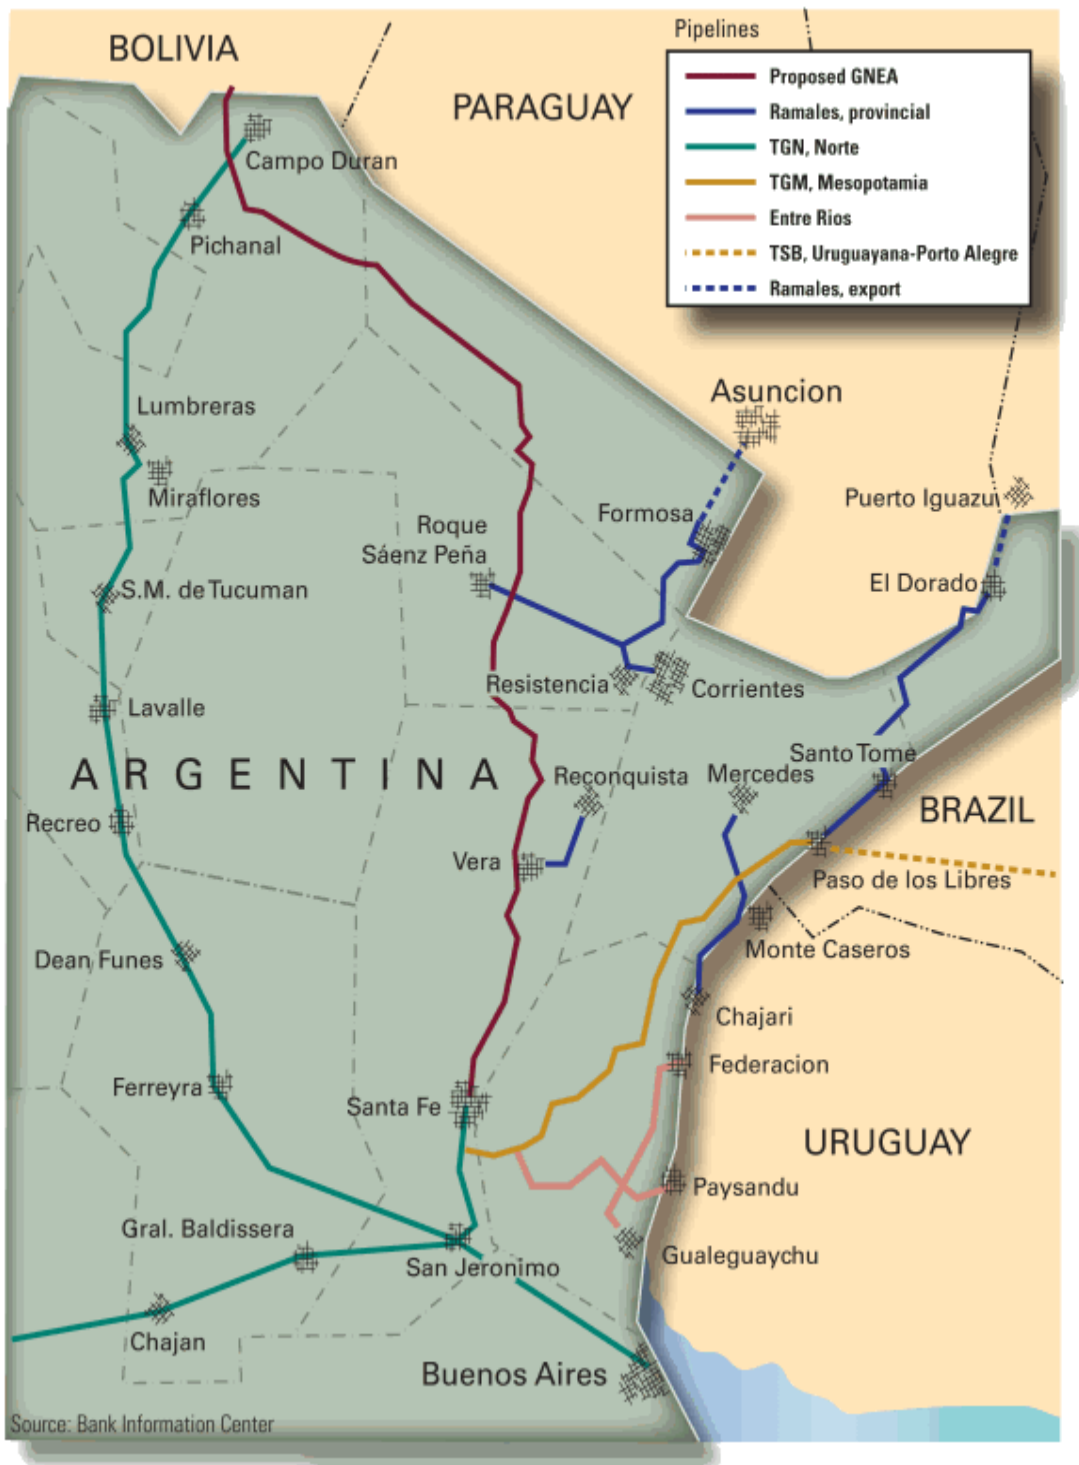 BOLIVIA
PARAGUAY
Pipelines
Proposed GNEA
Ramales, provincial
TGN, Norte
TGM, Mesopotamia
Entre Rios
TSB, Uruguayana-Porto Alegre
Ramales, export
Campo Duran
Pichanal
Asuncion
Lumbreras
Miraflores
Puerto Iguazu
Roque
Sáenz Peña
Formosa
S.M. de Tucuman
El Dorado
Resistencia
Corrientes
Lavalle
ARGENTINA
Santo Tome
Reconquista
Mercedes
BRAZIL
Recreo
Vera
Paso de los Libres
Monte Caseros
Dean Funes
Chajari
Federacion
Ferreyra
Santa Fe
URUGUAY
Paysandu
Gral. Baldissera
San Jeronimo
Gualeguaychu
Chajan
Buenos Aires
Source: Bank Information Center